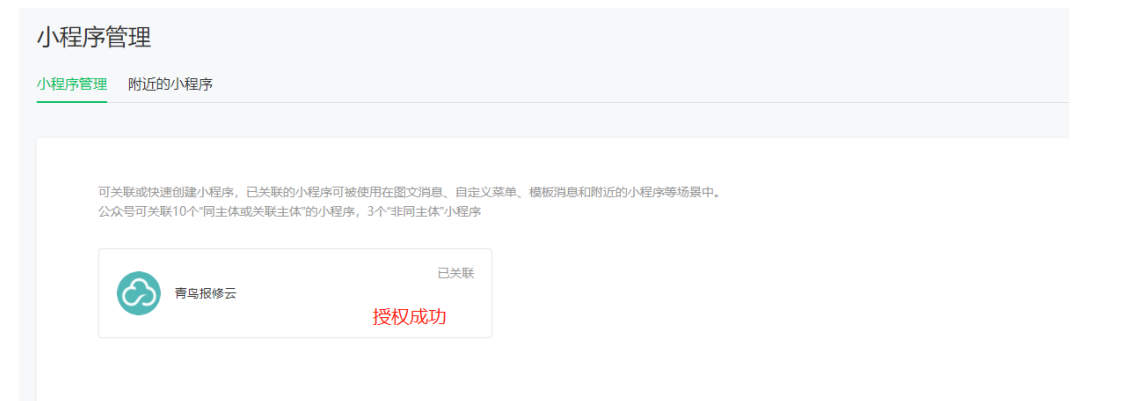 小程序管理
小程序管理 附近的小程序
可关联或快速创建小程序，已关联的小程序可被使用在图文消息、自定义菜单、模板消息和附近的小程序等场景中。
公众号可关联10个“同主体或关联主体”的小程序，3个“非同主体”小程序
已关联
青鸟报修云
授权成功